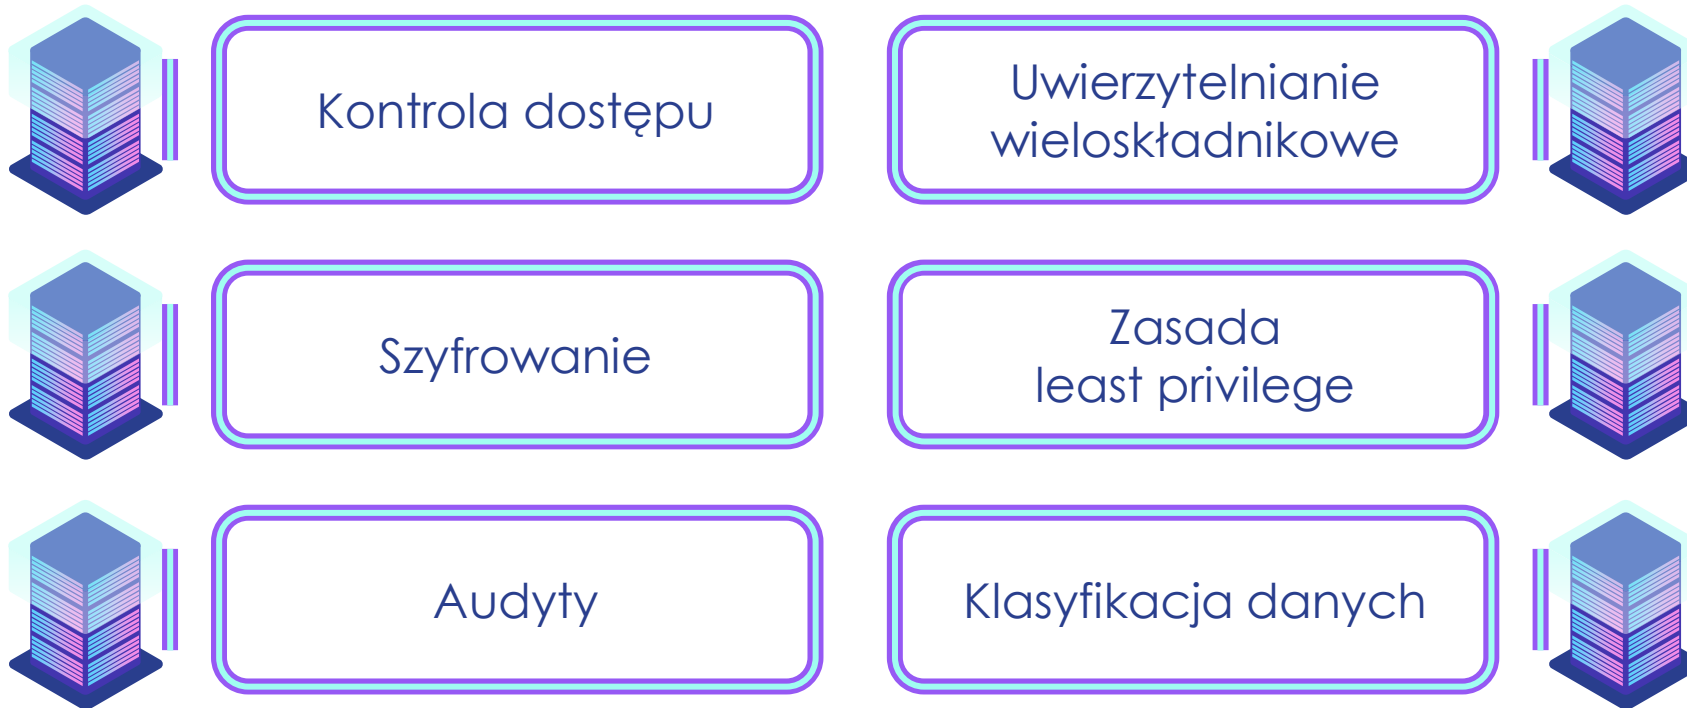 Kontrola dostępu
Uwierzytelnianie
wieloskładnikowe
Szyfrowanie
Zasada
least privilege
Audyty
Klasyfikacja danych